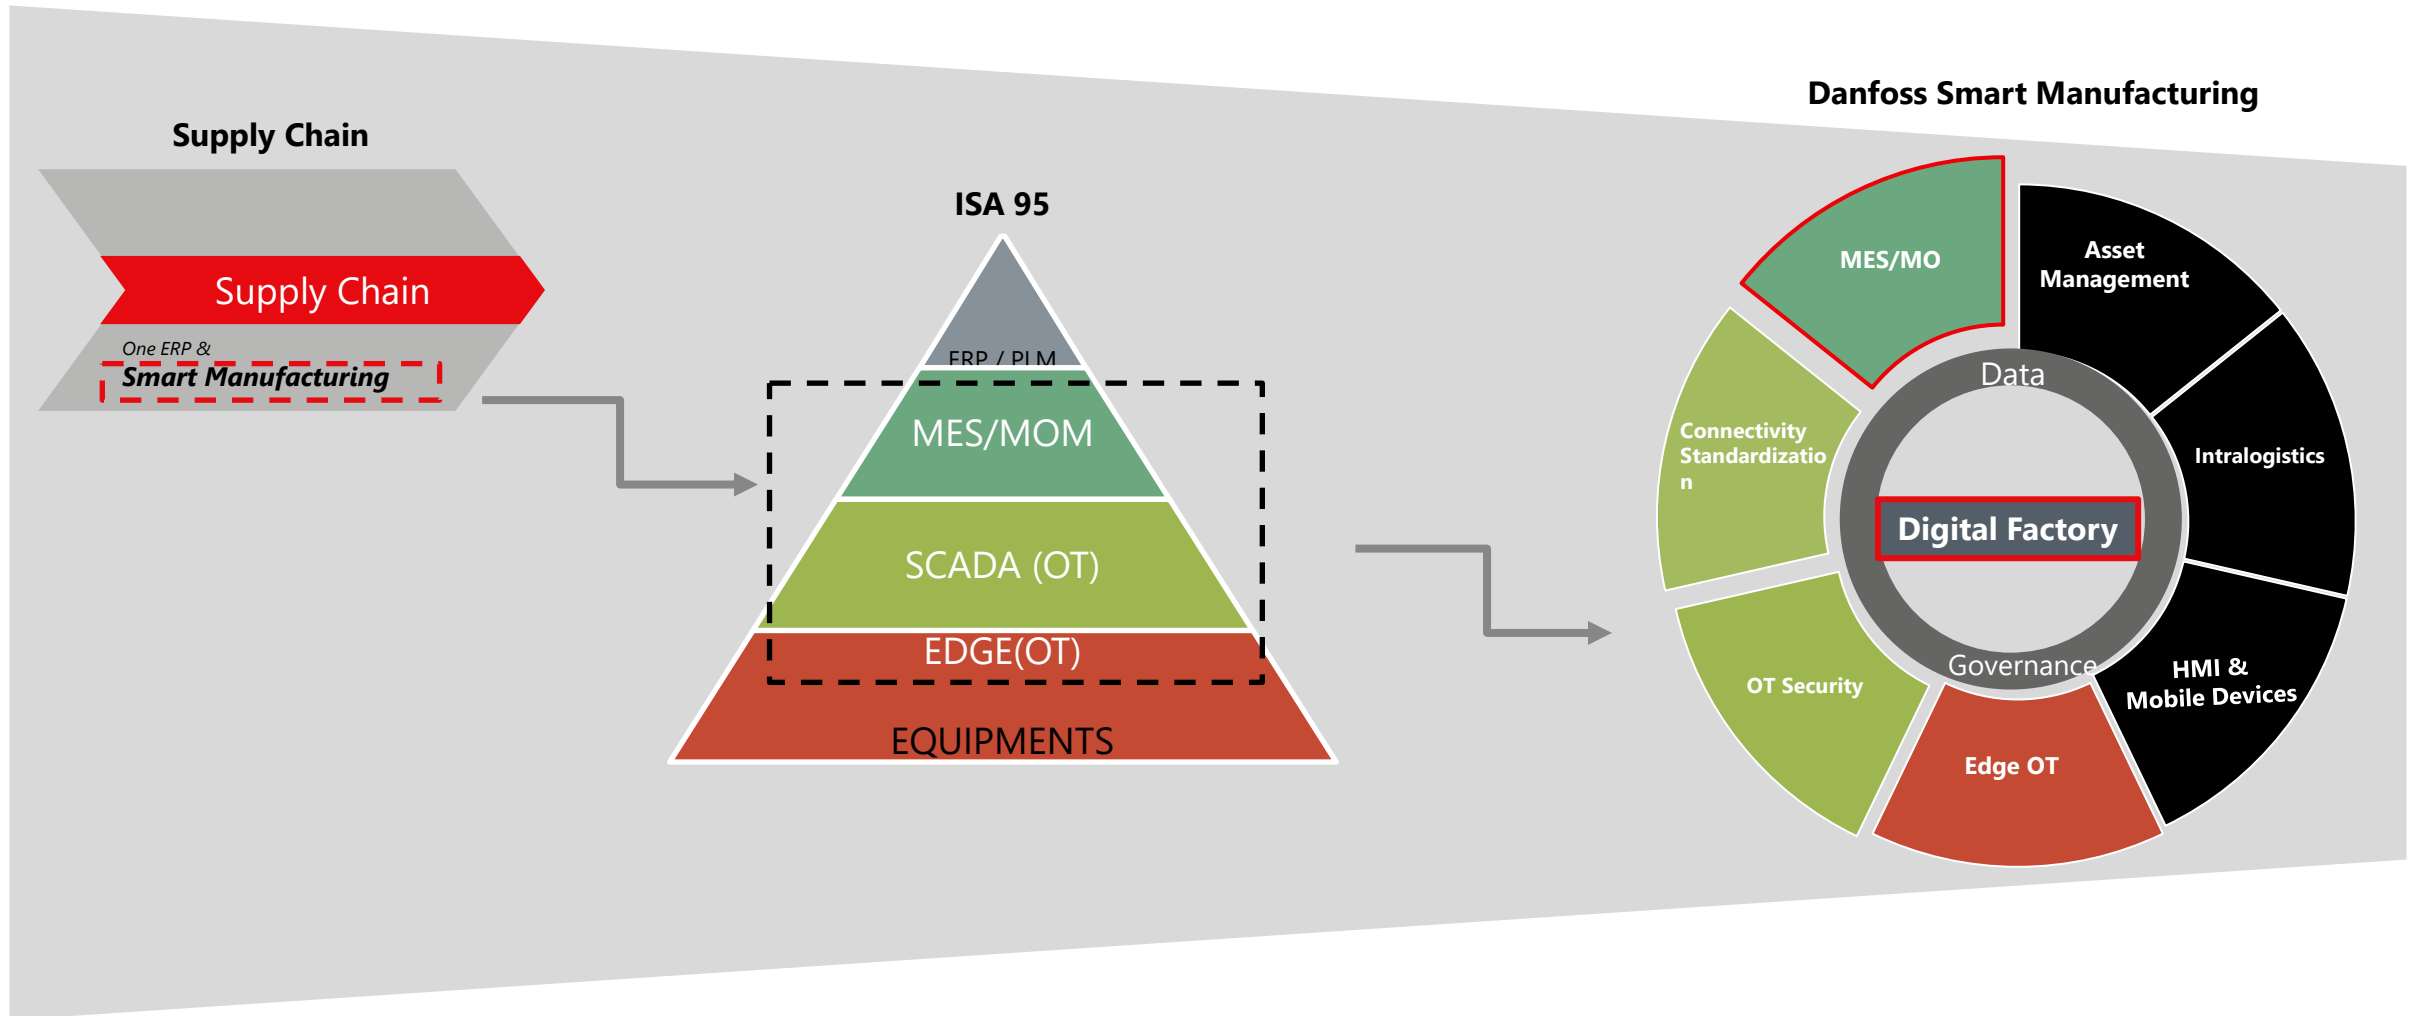 Supply Chain
Supply Chain
One ERP &
Smart Manufacturing
ISA 95
ERP / PLM
MES/MOM
SCADA (OT)
EDGE(OT)
EQUIPMENTS
Danfoss Smart Manufacturing
MES/MO
Asset
Management
Connectivity
Standardizatio
n
Intralogistics
OT Security
HMI &
Mobile Devices
Edge OT
Data
Digital Factory
Governance